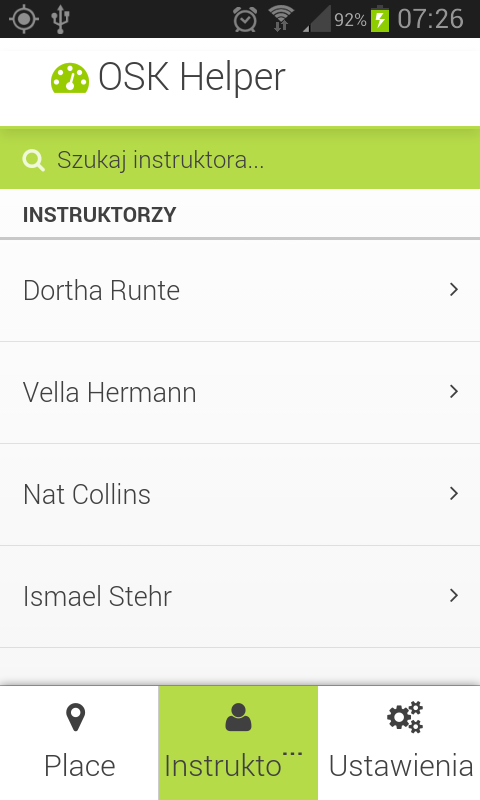 92% 07:26
OSK Helper
Szukaj instruktora...
INSTRUKTORZY
Dortha Runte
Vella Hermann
Nat Collins
Ismael Stehr
Place Instrukto... Ustawienia